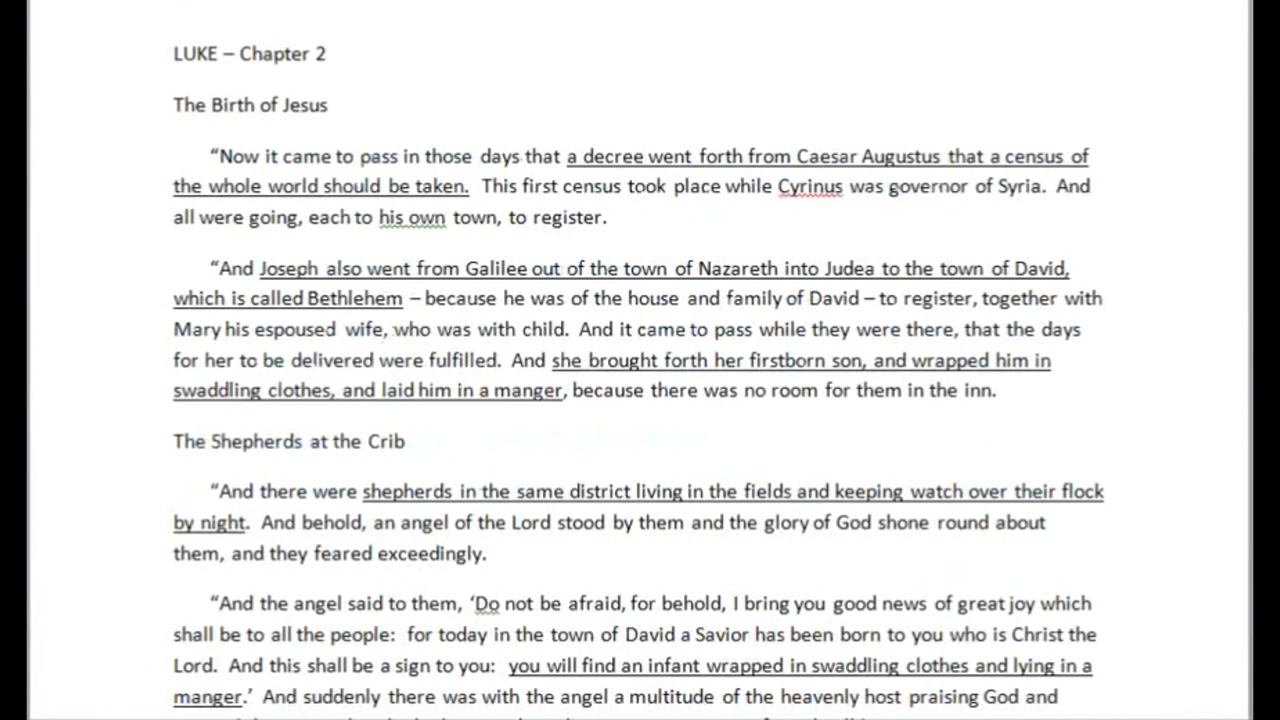 LUKE – Chapter 2
The Birth of Jesus
“Now it came to pass in those days that a decree went forth from Caesar Augustus that a census of
the whole world should be taken.  This first census took place while Cyrinus was governor of Syria.  And
all were going, each to his own town, to register.
“And Joseph also went from Galilee out of the town of Nazareth into Judea to the town of David,
which is called Bethlehem – because he was of the house and family of David – to register, together with
Mary his espoused wife, who was with child.  And it came to pass while they were there, that the days
for her to be delivered were fulfilled.  And she brought forth her firstborn son, and wrapped him in
swaddling clothes, and laid him in a manger, because there was no room for them in the inn.
The Shepherds at the Crib
“And there were shepherds in the same district living in the fields and keeping watch over their flock
by night.  And behold, an angel of the Lord stood by them and the glory of God shone round about
them, and they feared exceedingly.
“And the angel said to them, ‘Do not be afraid, for behold, I bring you good news of great joy which
shall be to all the people:  for today in the town of David a Savior has been born to you who is Christ the
Lord.  And this shall be a sign to you:  you will find an infant wrapped in swaddling clothes and lying in a
manger.’  And suddenly there was with the angel a multitude of the heavenly host praising God and